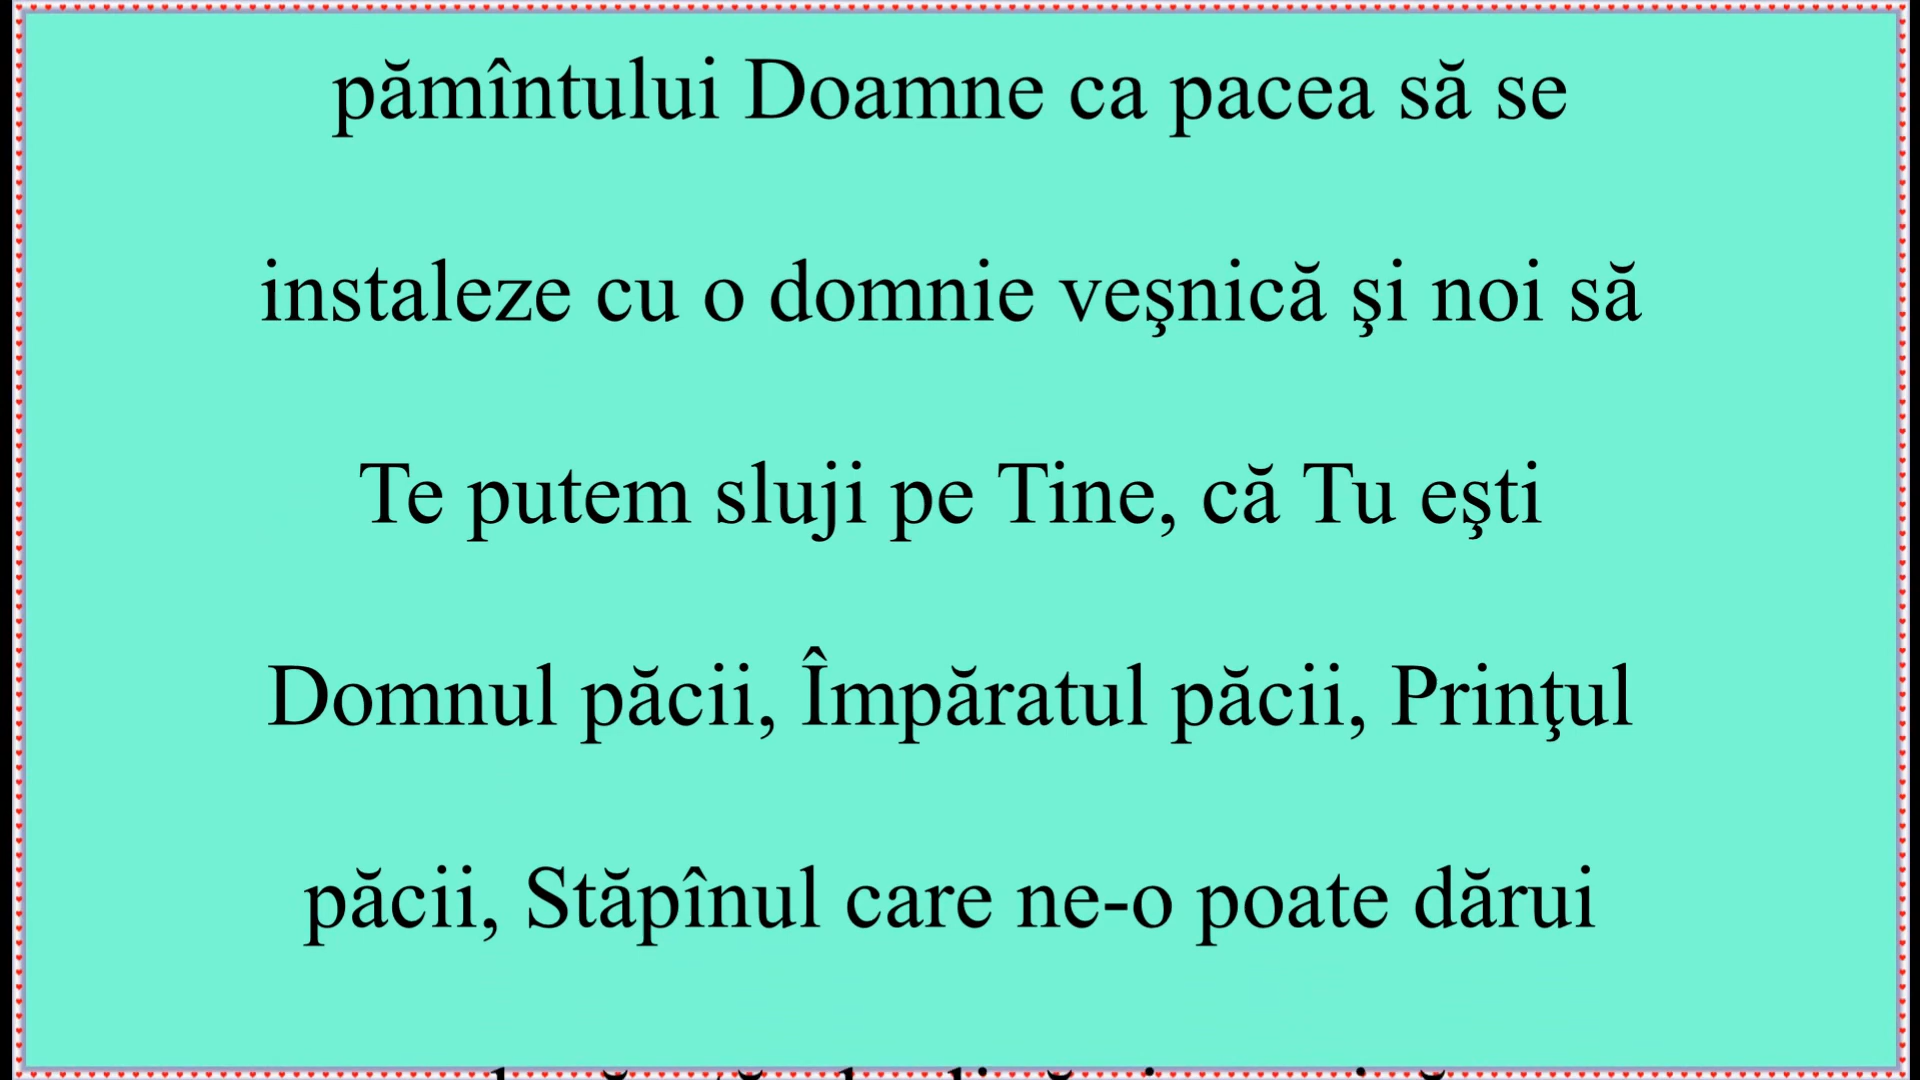 pămîntului Doamne ca pacea să se
instaleze cu o domnie veşnică şi noi să
Te putem sluji pe Tine, că Tu eşti
Domnul păcii, Împăratul păcii, Prinţul
păcii, Stăpînul care ne-o poate dărui